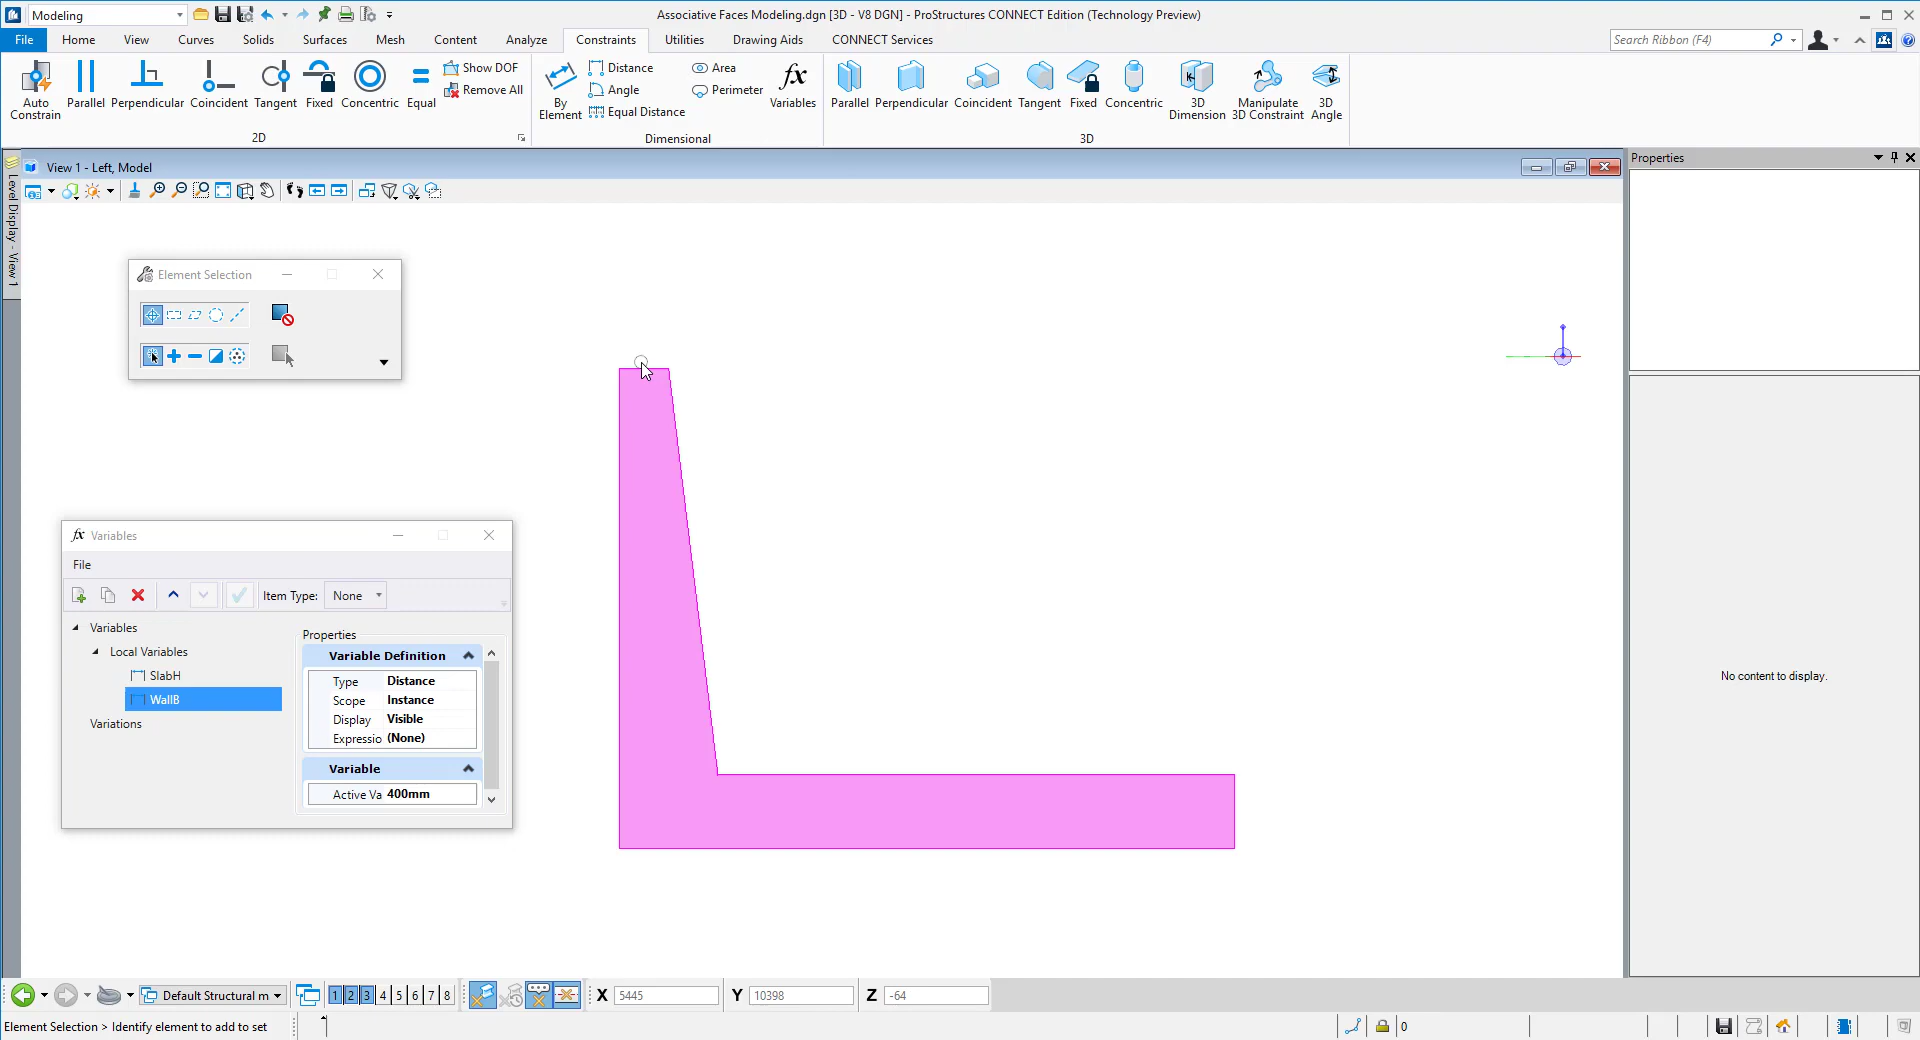 Modeling
Associative Faces Modeling.dgn [3D - V8 DGN] - ProStructures CONNECT Edition (Technology Preview)
File Home View Curves Solids Surfaces Mesh Content Analyze Constraints Utilities Drawing Aids CONNECT Services
Search Ribbon (F4)
Auto Constrain
Parallel
Perpendicular
Coincident
Tangent
Fixed
Concentric
Equal
Show DOF
Remove All
2D
By Element
Distance
Angle
Equal Distance
Area
Perimeter
fx
Variables
Dimensional
Parallel
Perpendicular
Coincident
Tangent
Fixed
Concentric
3D Dimension
Manipulate 3D Constraint
3D Angle
3D
Level Display - View 1
View 1 - Left, Model
Properties
Element Selection
fx Variables
File
Item Type: None
Variables
Local Variables
SlabH
WallB
Variations
Properties
Variable Definition
Type Distance
Scope Instance
Display Visible
Expressio (None)
Variable
Active Va 400mm
No content to display.
Default Structural m
1 2 3 4 5 6 7 8
X 5445
Y 10398
Z -64
Element Selection > Identify element to add to set
0